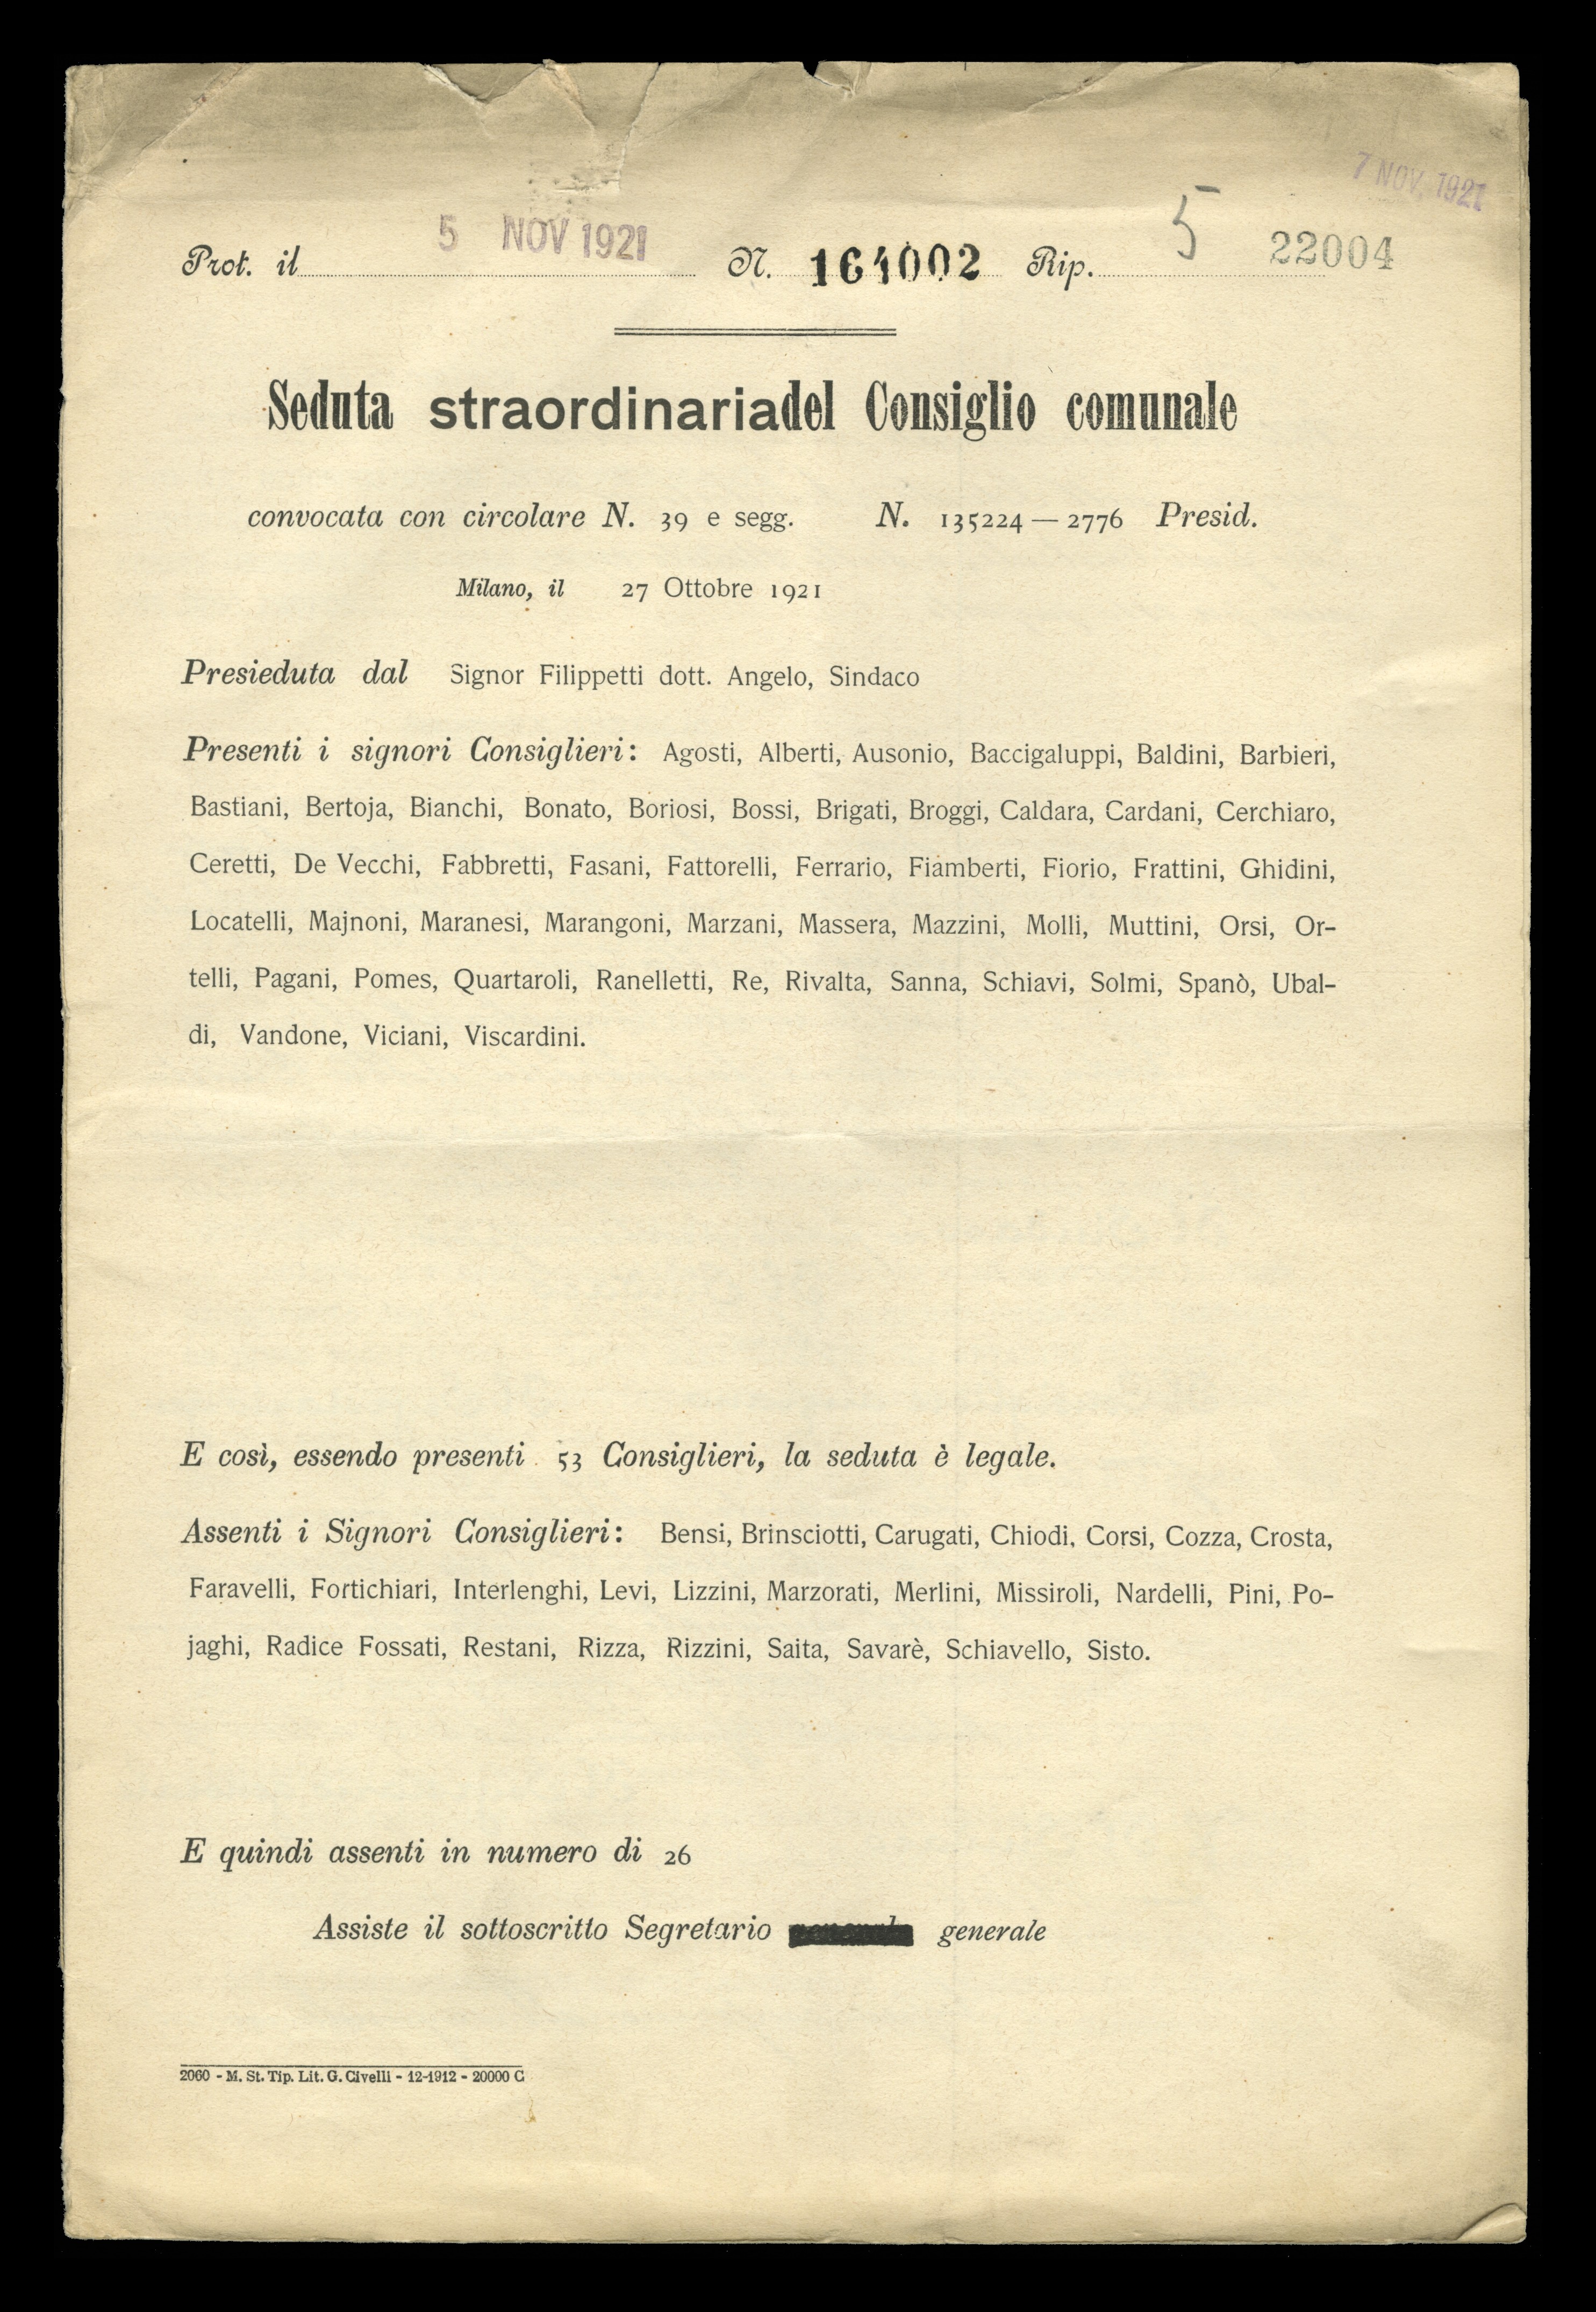 7 NOV. 1921
Prot. il 5 NOV 1921 N. 164002 Rip. 5 22004
Seduta straordinaria del Consiglio comunale
convocata con circolare N. 39 e segg. N. 135224 — 2776 Presid.
Milano, il 27 Ottobre 1921
Presieduta dal Signor Filippetti dott. Angelo, Sindaco
Presenti i signori Consiglieri: Agosti, Alberti, Ausonio, Baccigaluppi, Baldini, Barbieri,
Bastiani, Bertoja, Bianchi, Bonato, Boriosi, Bossi, Brigati, Broggi, Caldara, Cardani, Cerchiaro,
Ceretti, De Vecchi, Fabbretti, Fasani, Fattorelli, Ferrario, Fiamberti, Fiorio, Frattini, Ghidini,
Locatelli, Majnoni, Maranesi, Marangoni, Marzani, Massera, Mazzini, Molli, Muttini, Orsi, Or-
telli, Pagani, Pomes, Quartaroli, Ranelletti, Re, Rivalta, Sanna, Schiavi, Solmi, Spanò, Ubal-
di, Vandone, Viciani, Viscardini.
E così, essendo presenti 53 Consiglieri, la seduta è legale.
Assenti i Signori Consiglieri: Bensi, Brinsciotti, Carugati, Chiodi, Corsi, Cozza, Crosta,
Faravelli, Fortichiari, Interlenghi, Levi, Lizzini, Marzorati, Merlini, Missiroli, Nardelli, Pini, Po-
jaghi, Radice Fossati, Restani, Rizza, Rizzini, Saita, Savarè, Schiavello, Sisto.
E quindi assenti in numero di 26
Assiste il sottoscritto Segretario generale
2060 - M. St. Tip. Lit. G. Civelli - 12-1912 - 20000 C